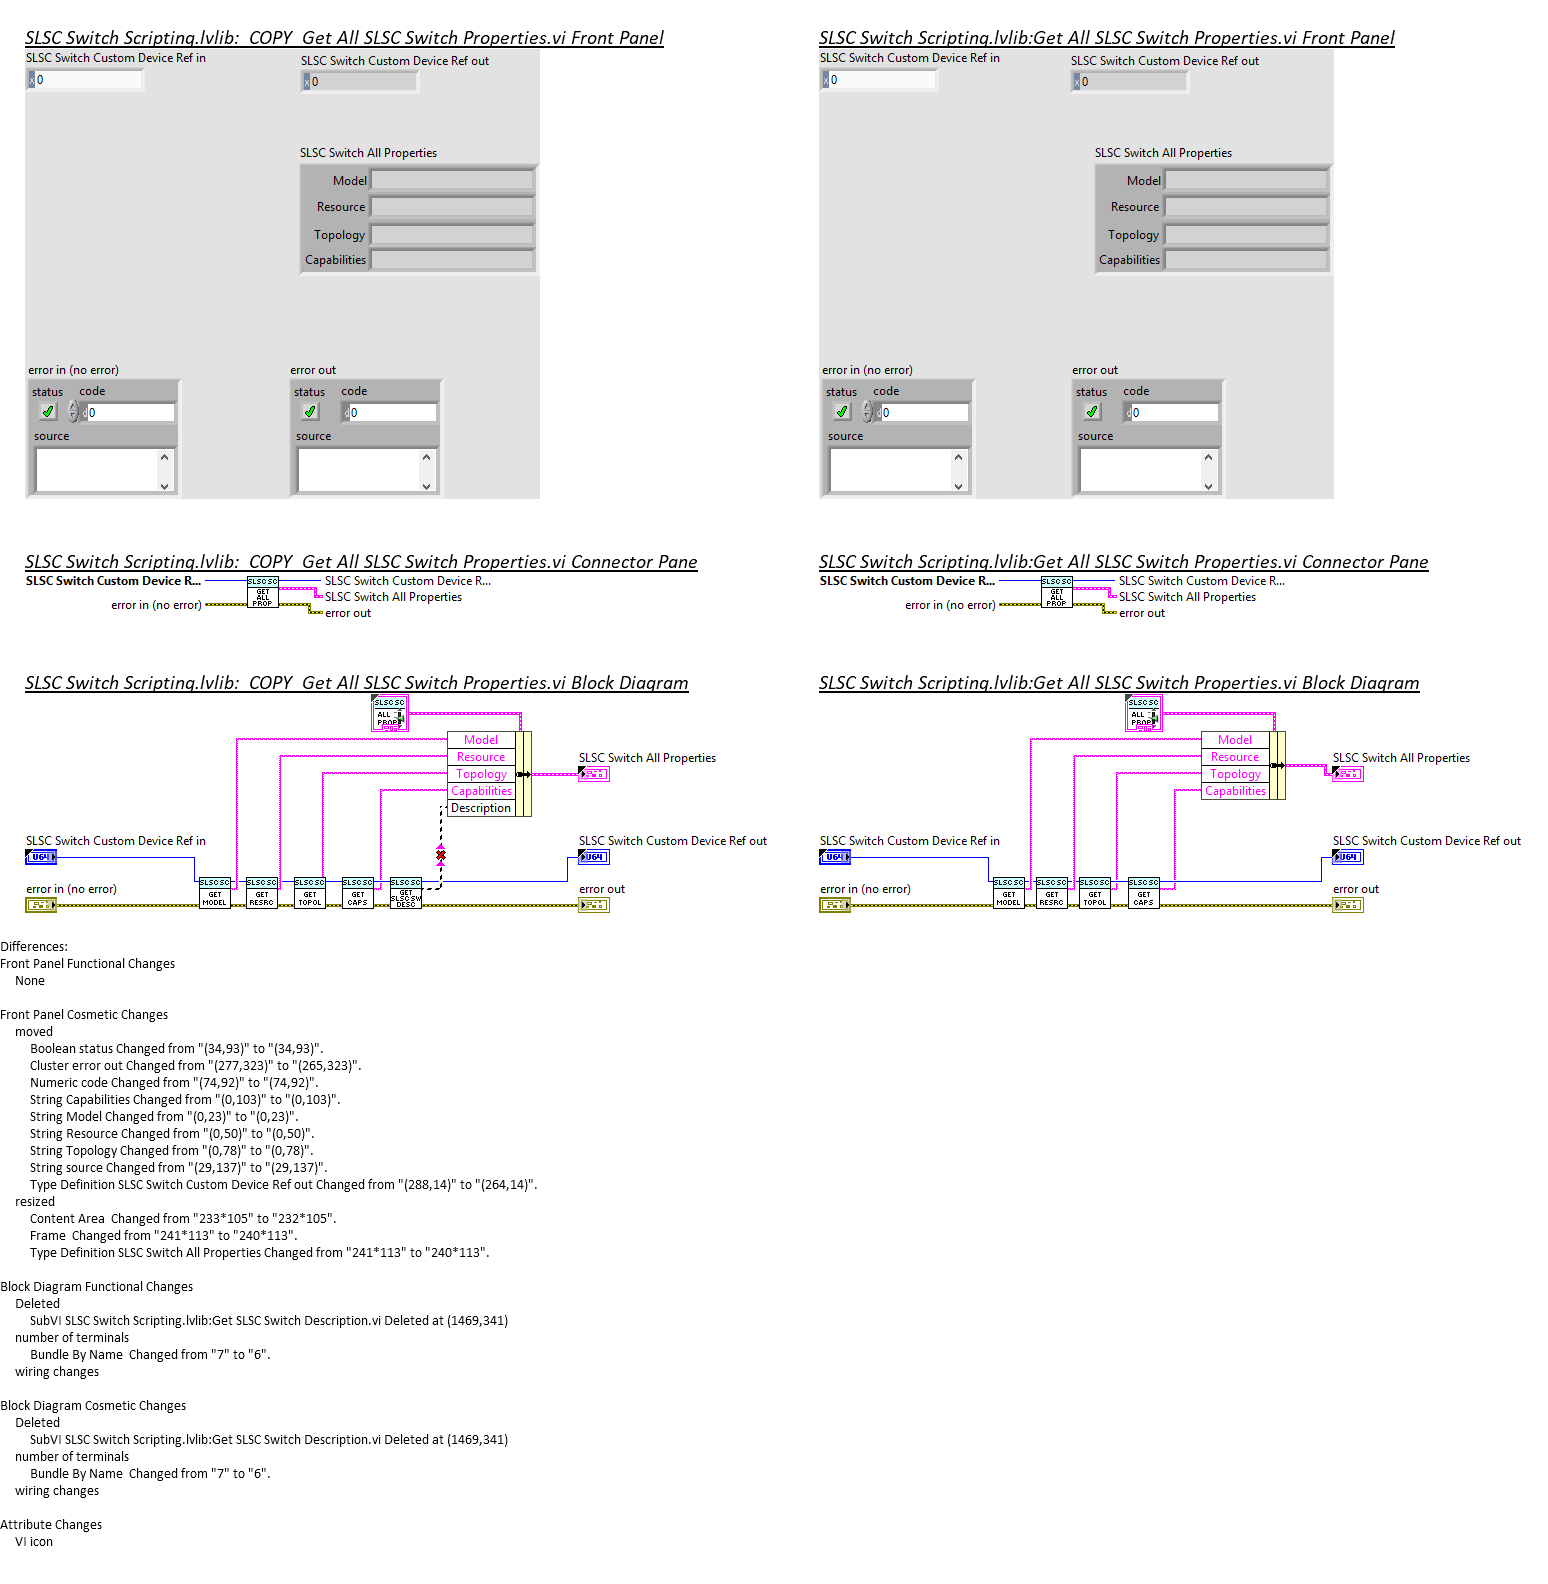 SLSC Switch Scripting.lvlib:  COPY  Get All SLSC Switch Properties.vi Front Panel
SLSC Switch Custom Device Ref in
x 0
SLSC Switch Custom Device Ref out
x 0
SLSC Switch All Properties
Model
Resource
Topology
Capabilities
error in (no error)
status code
d 0
source
error out
status code
d 0
source
SLSC Switch Scripting.lvlib:Get All SLSC Switch Properties.vi Front Panel
SLSC Switch Custom Device Ref in
x 0
SLSC Switch Custom Device Ref out
x 0
SLSC Switch All Properties
Model
Resource
Topology
Capabilities
error in (no error)
status code
d 0
source
error out
status code
d 0
source
SLSC Switch Scripting.lvlib:  COPY  Get All SLSC Switch Properties.vi Connector Pane
SLSC Switch Custom Device R...
error in (no error)
SLSC SC
GET
ALL
PROP
SLSC Switch Custom Device R...
SLSC Switch All Properties
error out
SLSC Switch Scripting.lvlib:Get All SLSC Switch Properties.vi Connector Pane
SLSC Switch Custom Device R...
error in (no error)
SLSC SC
GET
ALL
PROP
SLSC Switch Custom Device R...
SLSC Switch All Properties
error out
SLSC Switch Scripting.lvlib:  COPY  Get All SLSC Switch Properties.vi Block Diagram
SLSC SC
ALL
PROP
Model
Resource
Topology
Capabilities
Description
SLSC Switch All Properties
SLSC Switch Custom Device Ref in
U64
SLSC Switch Custom Device Ref out
U64
error in (no error)
SLSC SC
GET
MODEL
SLSC SC
GET
RESRC
SLSC SC
GET
TOPOL
SLSC SC
GET
CAPS
SLSC SC
GET
SLSC SW
DESC
error out
SLSC Switch Scripting.lvlib:Get All SLSC Switch Properties.vi Block Diagram
SLSC SC
ALL
PROP
Model
Resource
Topology
Capabilities
SLSC Switch All Properties
SLSC Switch Custom Device Ref in
U64
SLSC Switch Custom Device Ref out
U64
error in (no error)
SLSC SC
GET
MODEL
SLSC SC
GET
RESRC
SLSC SC
GET
TOPOL
SLSC SC
GET
CAPS
error out
Differences:
Front Panel Functional Changes
None
Front Panel Cosmetic Changes
moved
Boolean status Changed from "(34,93)" to "(34,93)".
Cluster error out Changed from "(277,323)" to "(265,323)".
Numeric code Changed from "(74,92)" to "(74,92)".
String Capabilities Changed from "(0,103)" to "(0,103)".
String Model Changed from "(0,23)" to "(0,23)".
String Resource Changed from "(0,50)" to "(0,50)".
String Topology Changed from "(0,78)" to "(0,78)".
String source Changed from "(29,137)" to "(29,137)".
Type Definition SLSC Switch Custom Device Ref out Changed from "(288,14)" to "(264,14)".
resized
Content Area  Changed from "233*105" to "232*105".
Frame  Changed from "241*113" to "240*113".
Type Definition SLSC Switch All Properties Changed from "241*113" to "240*113".
Block Diagram Functional Changes
Deleted
SubVI SLSC Switch Scripting.lvlib:Get SLSC Switch Description.vi Deleted at (1469,341)
number of terminals
Bundle By Name  Changed from "7" to "6".
wiring changes
Block Diagram Cosmetic Changes
Deleted
SubVI SLSC Switch Scripting.lvlib:Get SLSC Switch Description.vi Deleted at (1469,341)
number of terminals
Bundle By Name  Changed from "7" to "6".
wiring changes
Attribute Changes
VI icon